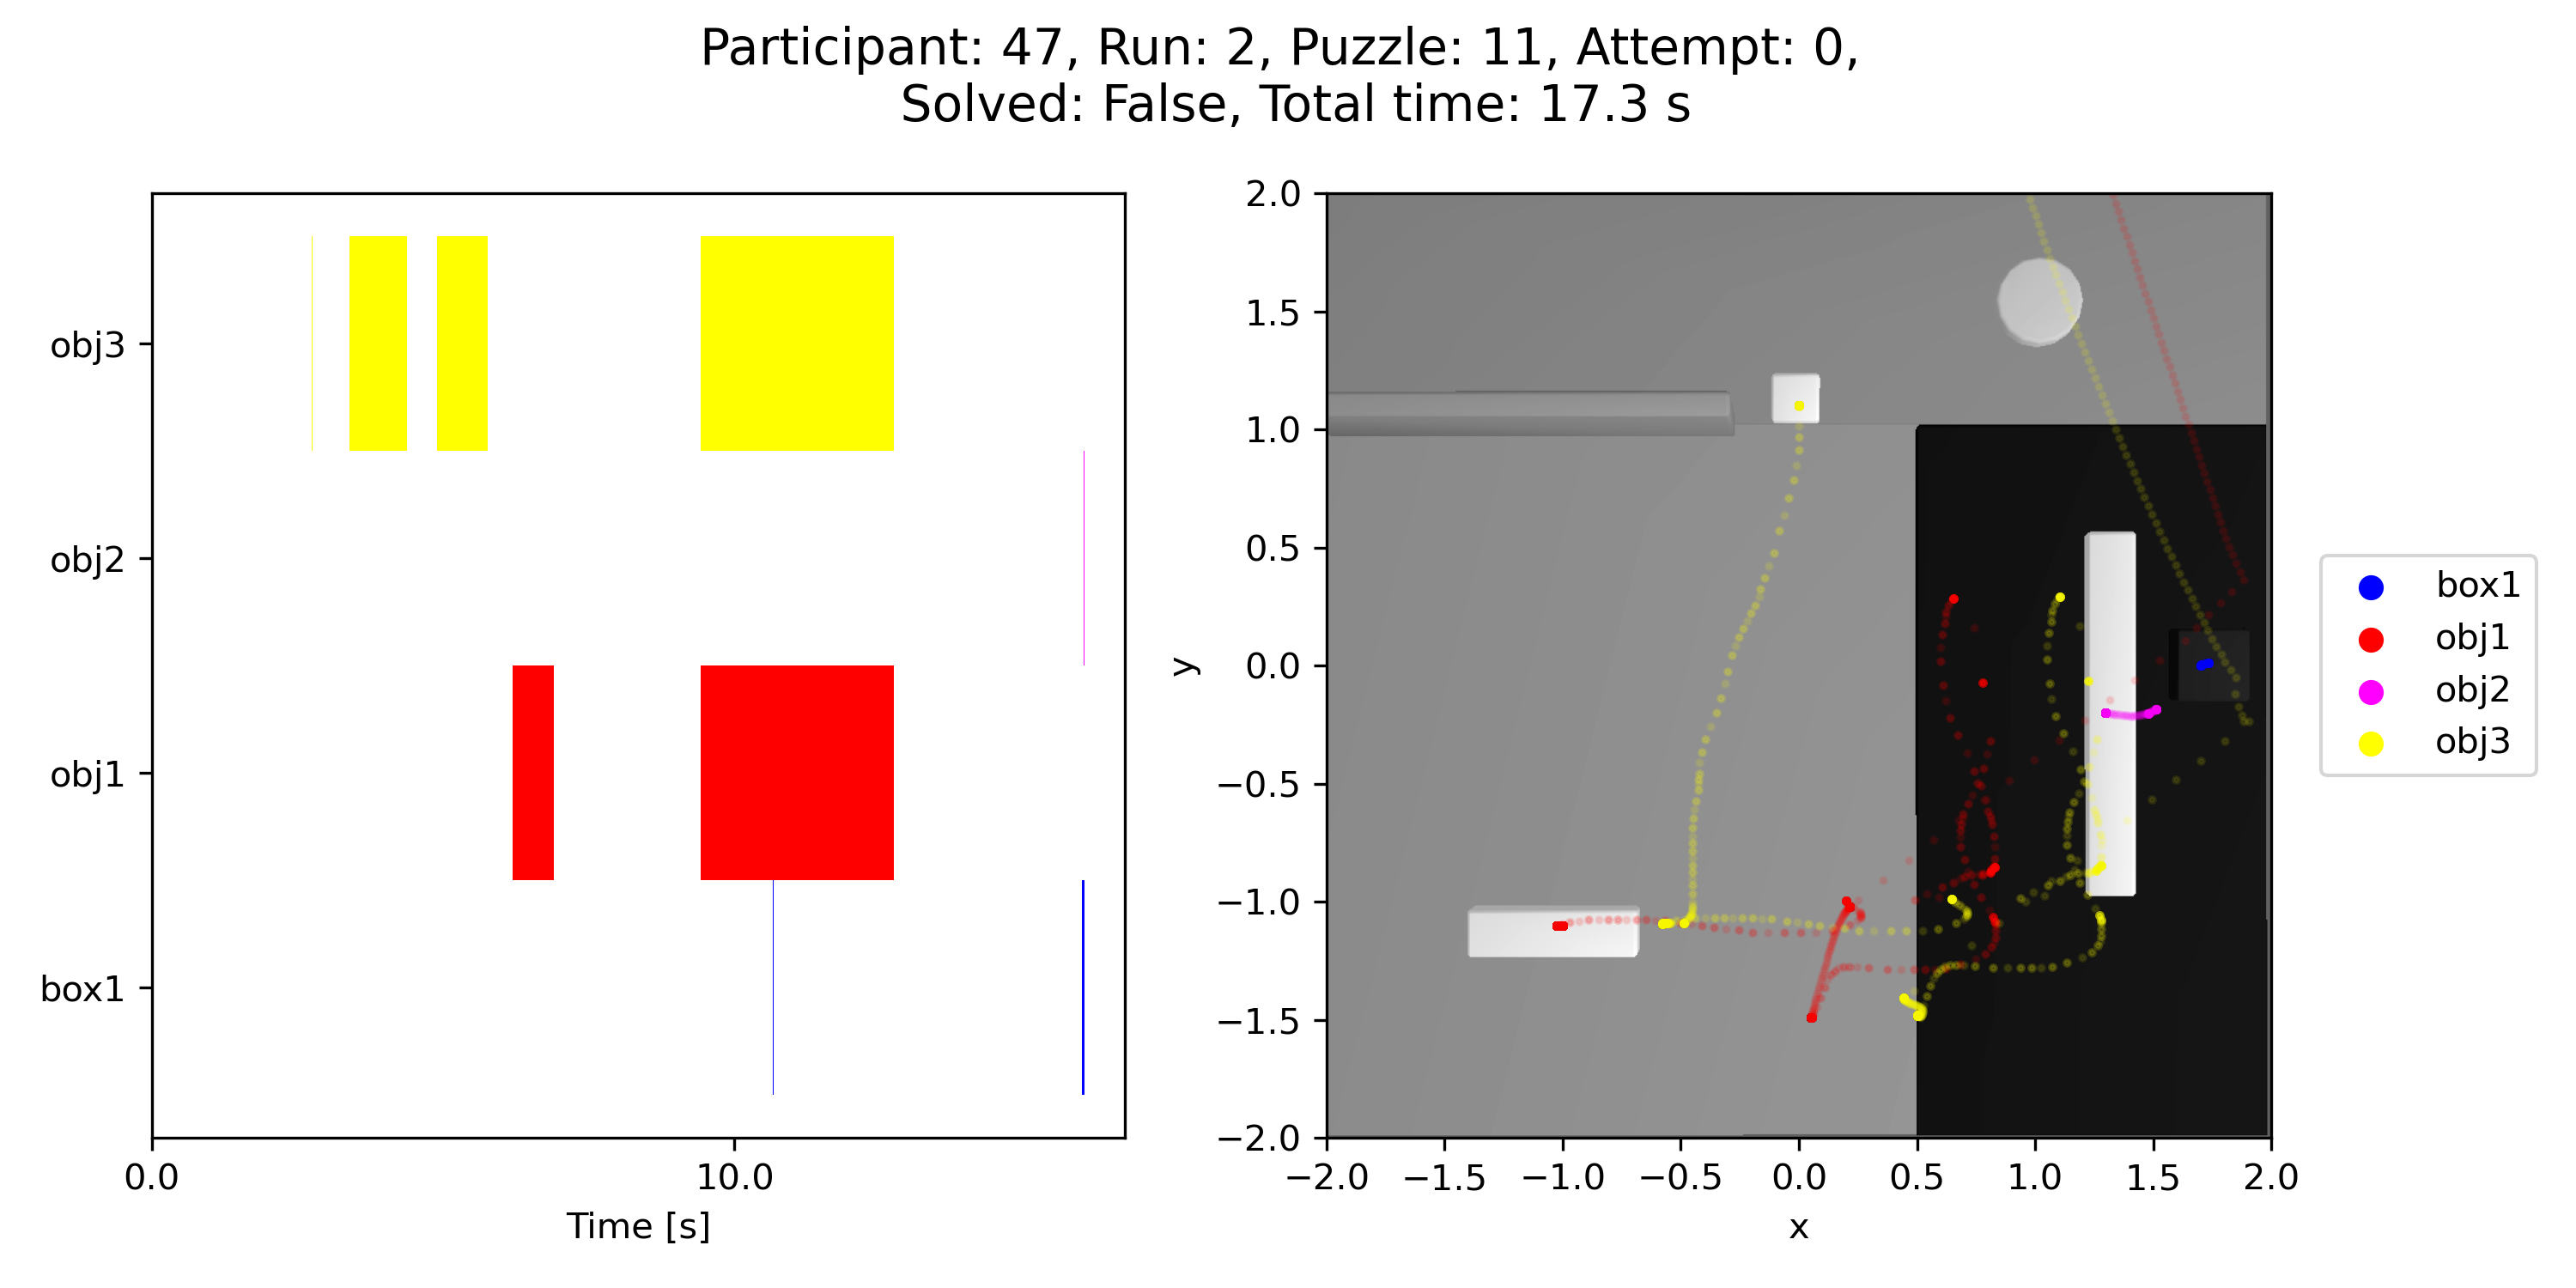 Participant: 47, Run: 2, Puzzle: 11, Attempt: 0,
Solved: False, Total time: 17.3 s
obj3
obj2
obj1
box1
0.0
10.0
Time [s]
2.0
1.5
1.0
0.5
0.0
−0.5
−1.0
−1.5
−2.0
y
−2.0
−1.5
−1.0
−0.5
0.0
0.5
1.0
1.5
2.0
x
box1
obj1
obj2
obj3